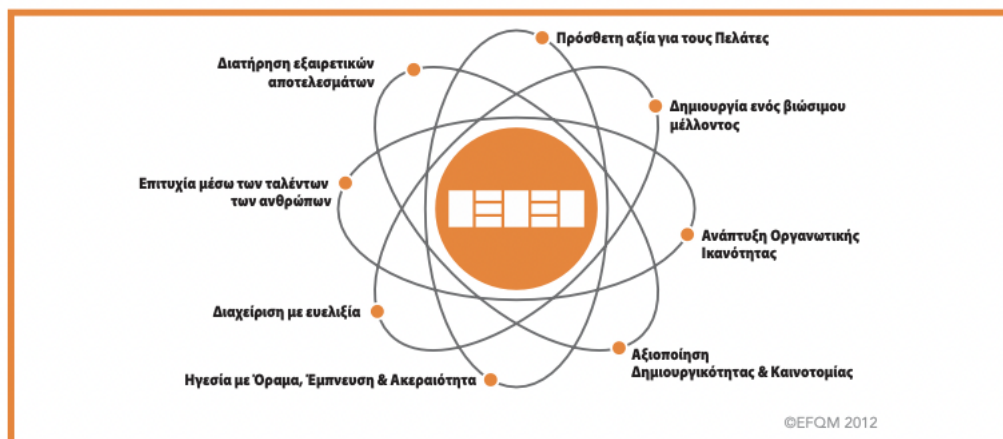 Πρόσθετη αξία για τους Πελάτες
Διατήρηση εξαιρετικών
αποτελεσμάτων
Δημιουργία ενός βιώσιμου
μέλλοντος
Επιτυχία μέσω των ταλέντων
των ανθρώπων
Ανάπτυξη Οργανωτικής
Ικανότητας
Διαχείριση με ευελιξία
Αξιοποίηση
Δημιουργικότητας & Καινοτομίας
Ηγεσία με Όραμα, Έμπνευση & Ακεραιότητα
©EFQM 2012